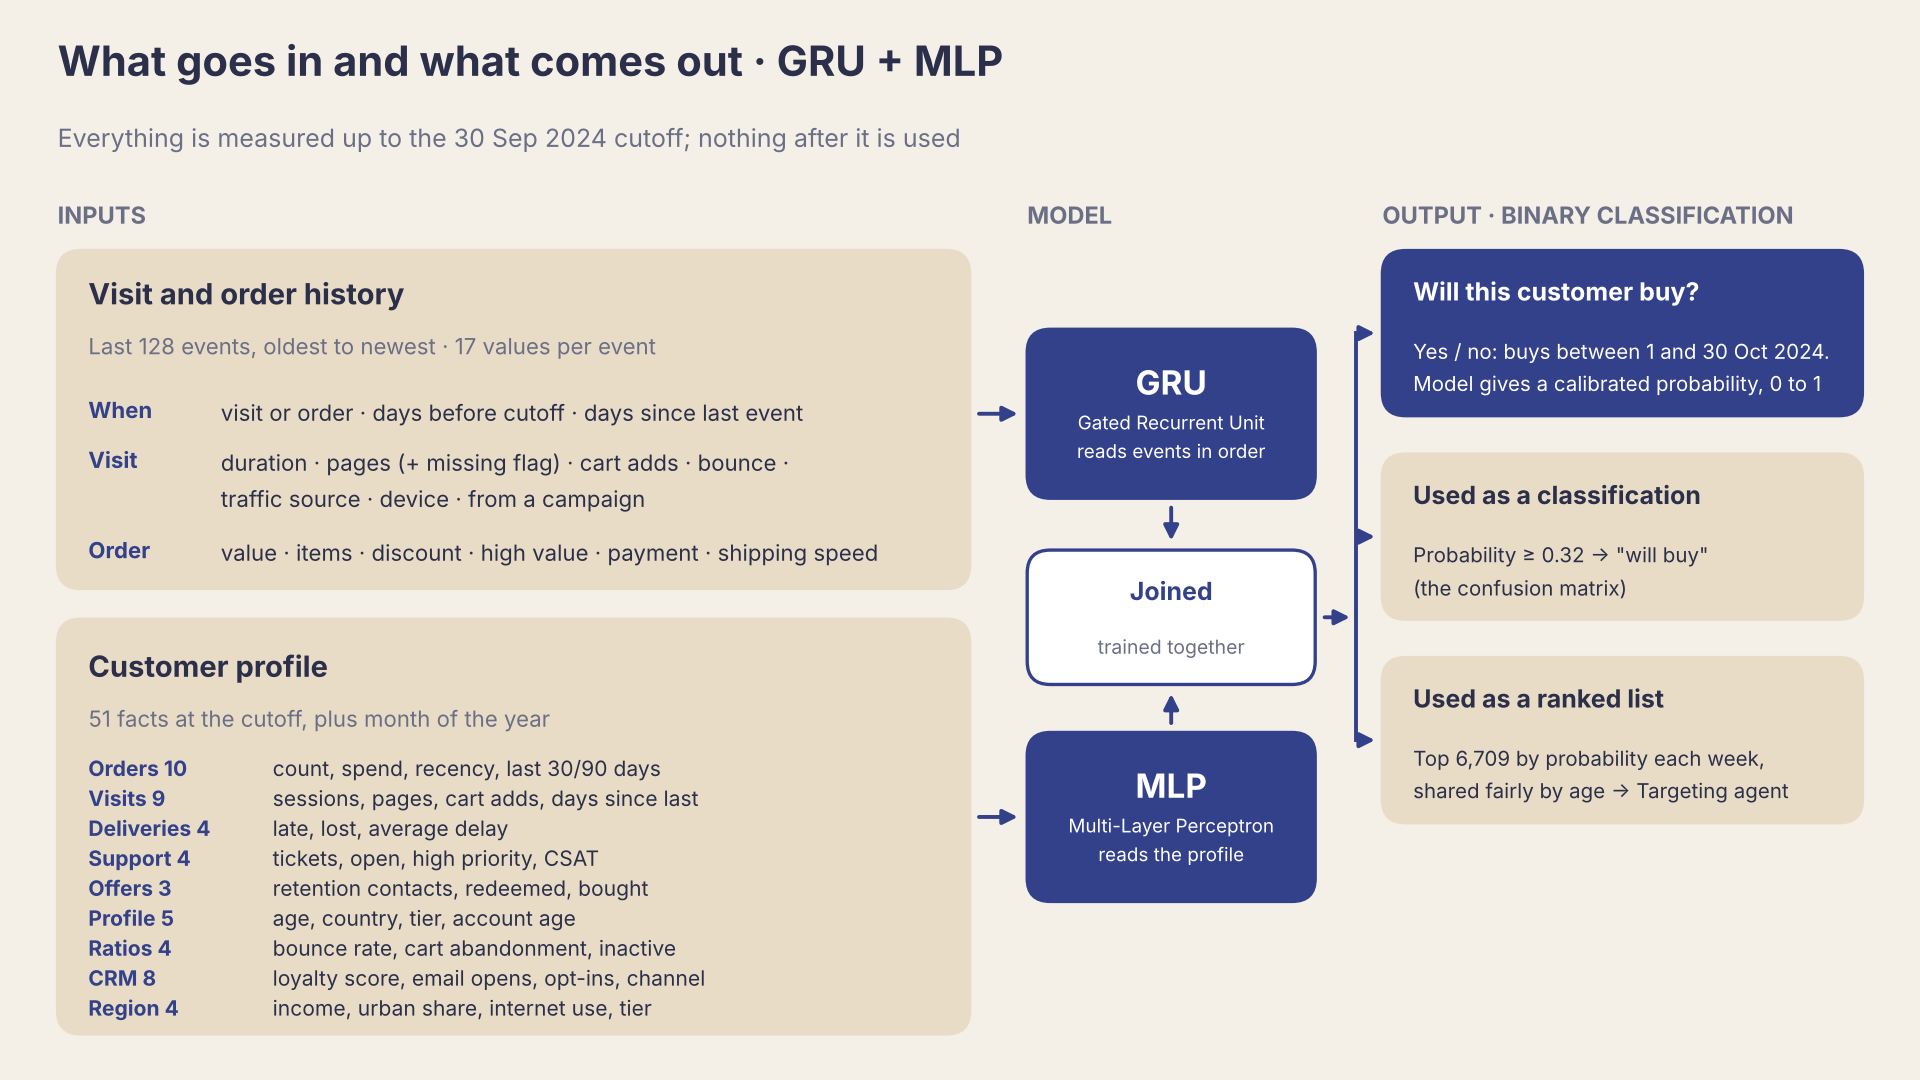 What goes in and what comes out · GRU + MLP
Everything is measured up to the 30 Sep 2024 cutoff; nothing after it is used
INPUTS
Visit and order history
Last 128 events, oldest to newest · 17 values per event
When visit or order · days before cutoff · days since last event
Visit duration · pages (+ missing flag) · cart adds · bounce ·
traffic source · device · from a campaign
Order value · items · discount · high value · payment · shipping speed
Customer profile
51 facts at the cutoff, plus month of the year
Orders 10 count, spend, recency, last 30/90 days
Visits 9 sessions, pages, cart adds, days since last
Deliveries 4 late, lost, average delay
Support 4 tickets, open, high priority, CSAT
Offers 3 retention contacts, redeemed, bought
Profile 5 age, country, tier, account age
Ratios 4 bounce rate, cart abandonment, inactive
CRM 8 loyalty score, email opens, opt-ins, channel
Region 4 income, urban share, internet use, tier
MODEL
GRU
Gated Recurrent Unit
reads events in order
Joined
trained together
MLP
Multi-Layer Perceptron
reads the profile
OUTPUT · BINARY CLASSIFICATION
Will this customer buy?
Yes / no: buys between 1 and 30 Oct 2024.
Model gives a calibrated probability, 0 to 1
Used as a classification
Probability ≥ 0.32 → "will buy"
(the confusion matrix)
Used as a ranked list
Top 6,709 by probability each week,
shared fairly by age → Targeting agent